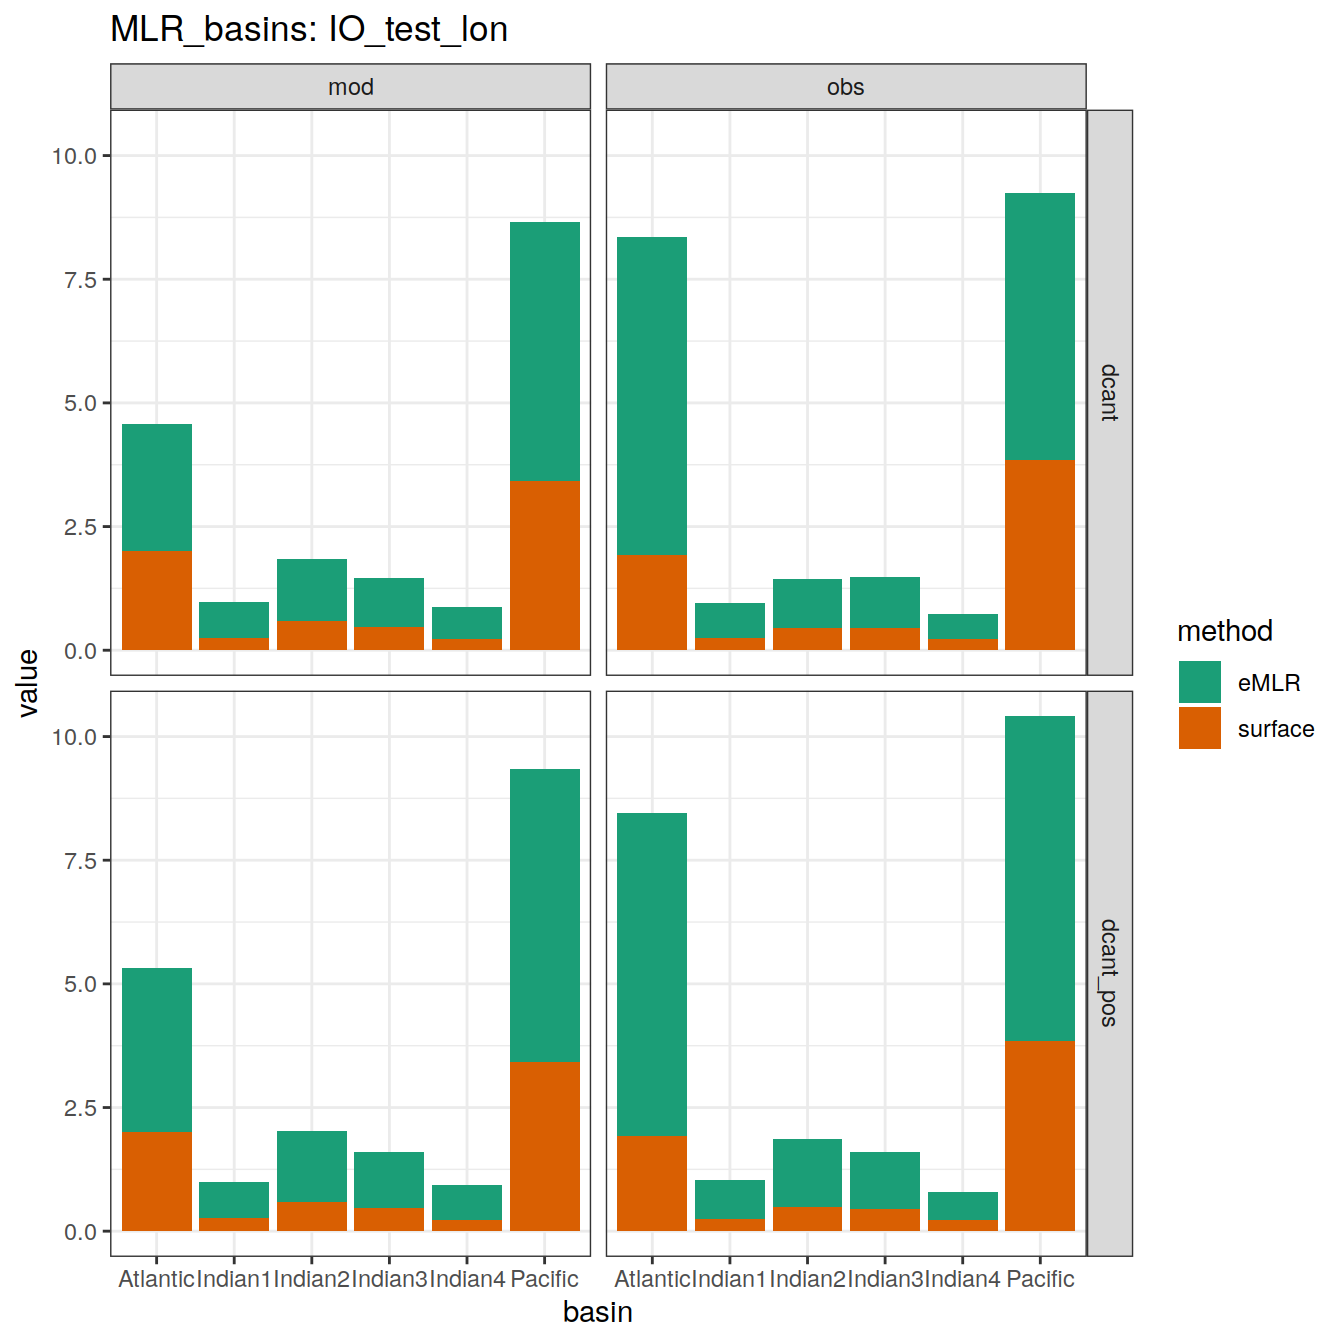 MLR_basins: IO_test_lon
mod
obs
10.0
7.5
5.0
2.5
0.0
dcant
10.0
7.5
5.0
2.5
0.0
dcant_pos
value
Atlantic Indian1 Indian2 Indian3 Indian4 Pacific
Atlantic Indian1 Indian2 Indian3 Indian4 Pacific
basin
method
eMLR
surface